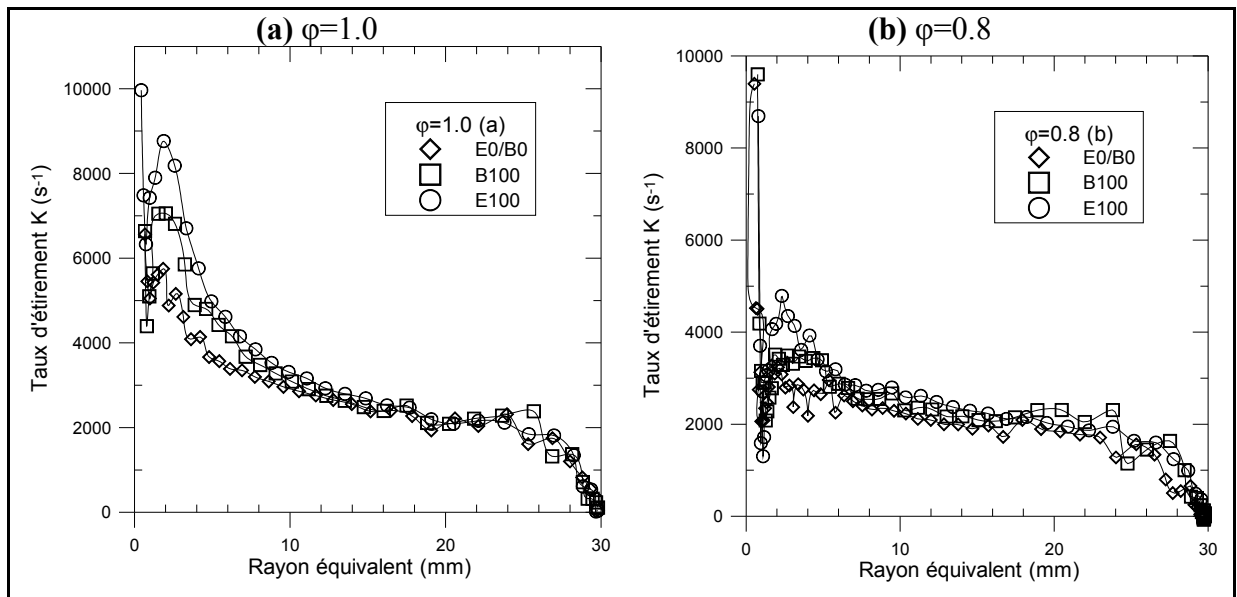 (a) φ=1.0
Taux d'étirement K (s-1)
10000
8000
6000
4000
2000
0
φ=1.0 (a)
E0/B0
B100
E100
0
10
20
30
Rayon équivalent (mm)
(b) φ=0.8
Taux d'étirement K (s-1)
10000
8000
6000
4000
2000
0
φ=0.8 (b)
E0/B0
B100
E100
0
10
20
30
Rayon équivalent (mm)